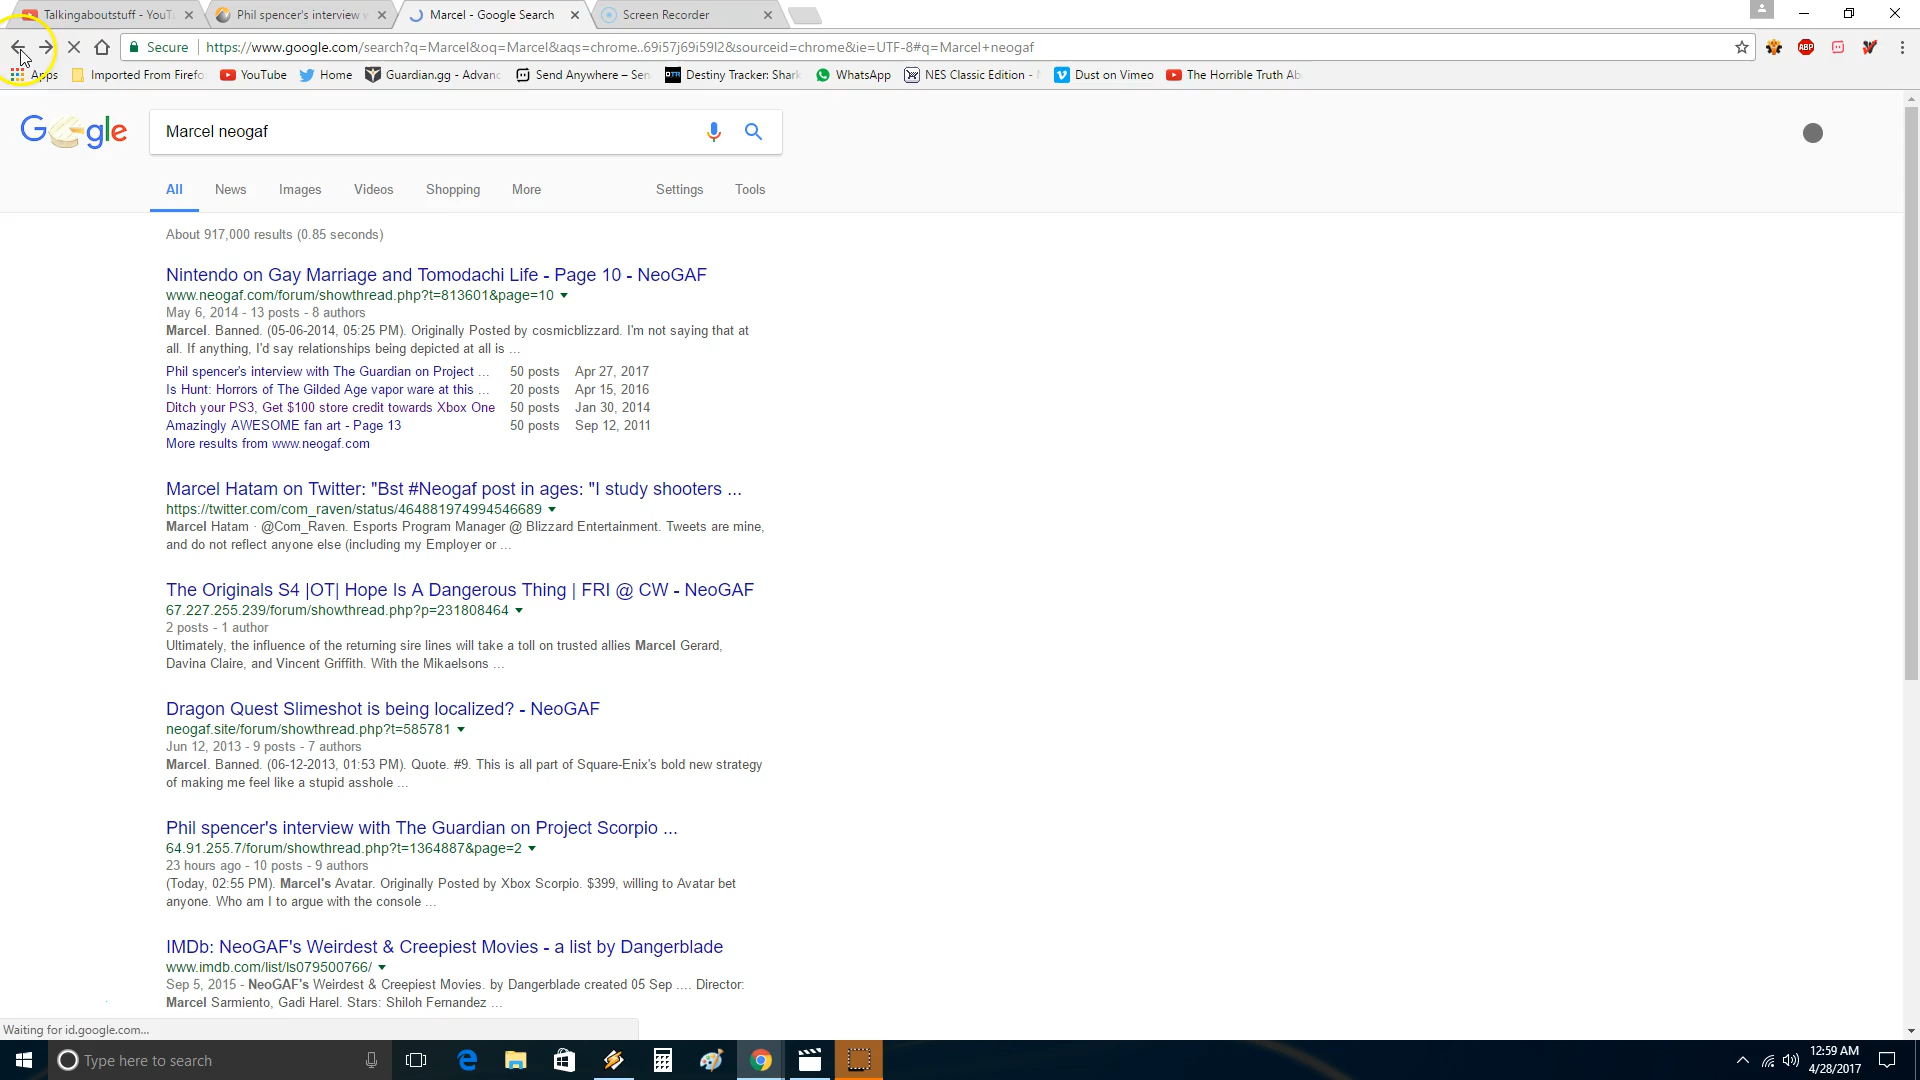 Talkingaboutstuff - YouT
Phil spencer's interview w
Marcel - Google Search
Screen Recorder
Secure
https://www.google.com/search?q=Marcel&oq=Marcel&aqs=chrome..69i57j69i59l2&sourceid=chrome&ie=UTF-8#q=Marcel+neogaf
ABP
Apps
Imported From Firefo
YouTube
Home
Guardian.gg - Advanc
Send Anywhere – Sen
DTR
Destiny Tracker: Shark
WhatsApp
NES Classic Edition -
Dust on Vimeo
The Horrible Truth Ab
Google
Marcel neogaf
All
News
Images
Videos
Shopping
More
Settings
Tools
About 917,000 results (0.85 seconds)
Nintendo on Gay Marriage and Tomodachi Life - Page 10 - NeoGAF
www.neogaf.com/forum/showthread.php?t=813601&page=10
May 6, 2014 - 13 posts - 8 authors
Marcel. Banned. (05-06-2014, 05:25 PM). Originally Posted by cosmicblizzard. I'm not saying that at
all. If anything, I'd say relationships being depicted at all is ...
Phil spencer's interview with The Guardian on Project ... 50 posts Apr 27, 2017
Is Hunt: Horrors of The Gilded Age vapor ware at this ... 20 posts Apr 15, 2016
Ditch your PS3, Get $100 store credit towards Xbox One 50 posts Jan 30, 2014
Amazingly AWESOME fan art - Page 13 50 posts Sep 12, 2011
More results from www.neogaf.com
Marcel Hatam on Twitter: "Bst #Neogaf post in ages: "I study shooters ...
https://twitter.com/com_raven/status/464881974994546689
Marcel Hatam · @Com_Raven. Esports Program Manager @ Blizzard Entertainment. Tweets are mine,
and do not reflect anyone else (including my Employer or ...
The Originals S4 |OT| Hope Is A Dangerous Thing | FRI @ CW - NeoGAF
67.227.255.239/forum/showthread.php?p=231808464
2 posts - 1 author
Ultimately, the influence of the returning sire lines will take a toll on trusted allies Marcel Gerard,
Davina Claire, and Vincent Griffith. With the Mikaelsons ...
Dragon Quest Slimeshot is being localized? - NeoGAF
neogaf.site/forum/showthread.php?t=585781
Jun 12, 2013 - 9 posts - 7 authors
Marcel. Banned. (06-12-2013, 01:53 PM). Quote. #9. This is all part of Square-Enix's bold new strategy
of making me feel like a stupid asshole ...
Phil spencer's interview with The Guardian on Project Scorpio ...
64.91.255.7/forum/showthread.php?t=1364887&page=2
23 hours ago - 10 posts - 9 authors
(Today, 02:55 PM). Marcel's Avatar. Originally Posted by Xbox Scorpio. $399, willing to Avatar bet
anyone. Who am I to argue with the console ...
IMDb: NeoGAF's Weirdest & Creepiest Movies - a list by Dangerblade
www.imdb.com/list/ls079500766/
Sep 5, 2015 - NeoGAF's Weirdest & Creepiest Movies. by Dangerblade created 05 Sep .... Director:
Marcel Sarmiento, Gadi Harel. Stars: Shiloh Fernandez ...
Waiting for id.google.com...
Type here to search
12:59 AM
4/28/2017